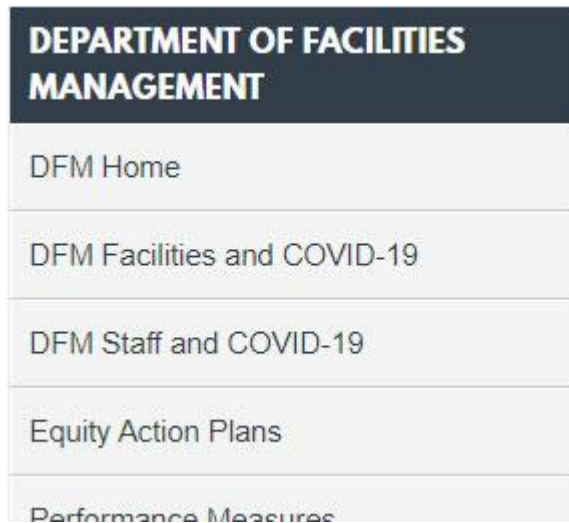 DEPARTMENT OF FACILITIES
MANAGEMENT
DFM Home
DFM Facilities and COVID-19
DFM Staff and COVID-19
Equity Action Plans
Performance Measures